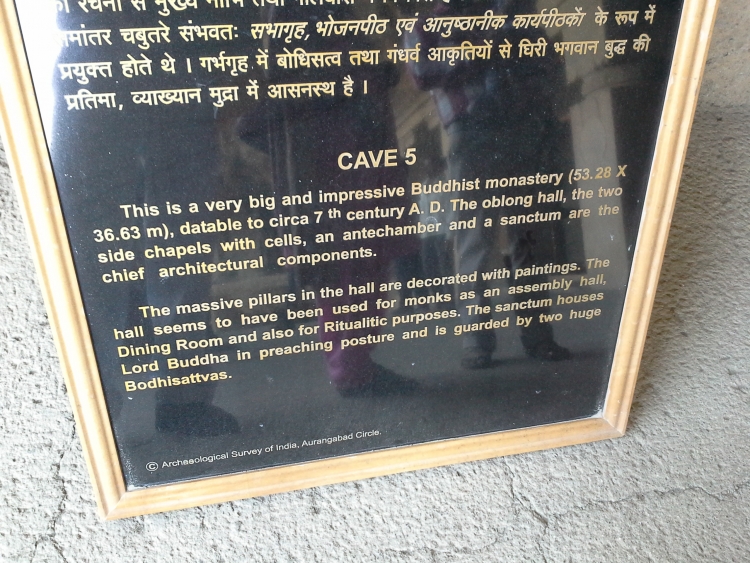 रचना से मुख्य
चबुतरे संभवतः सभागृह, भोजनपीठ एवं आनुष्ठानीक कार्यपीठकों के रूप में
प्रयुक्त होते थे । गर्भगृह में बोधिसत्व तथा गंधर्व आकृतियों से घिरी भगवान बुद्ध की
प्रतिमा, व्याख्यान मुद्रा में आसनस्थ है ।
CAVE 5
This is a very big and impressive Buddhist monastery (53.28 X
36.63 m), datable to circa 7 th century A. D. The oblong hall, the two
side chapels with cells, an antechamber and a sanctum are the
chief architectural components.
The massive pillars in the hall are decorated with paintings. The
hall seems to have been used for monks as an assembly hall,
Dining Room and also for Ritualitic purposes. The sanctum houses
Lord Buddha in preaching posture and is guarded by two huge
Bodhisattvas.
© Archaeological Survey of India, Aurangabad Circle.